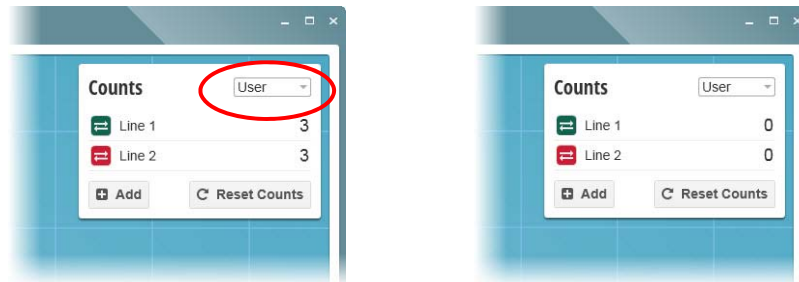 Counts User
Line 1 3
Line 2 3
Add Reset Counts
Counts User
Line 1 0
Line 2 0
Add Reset Counts